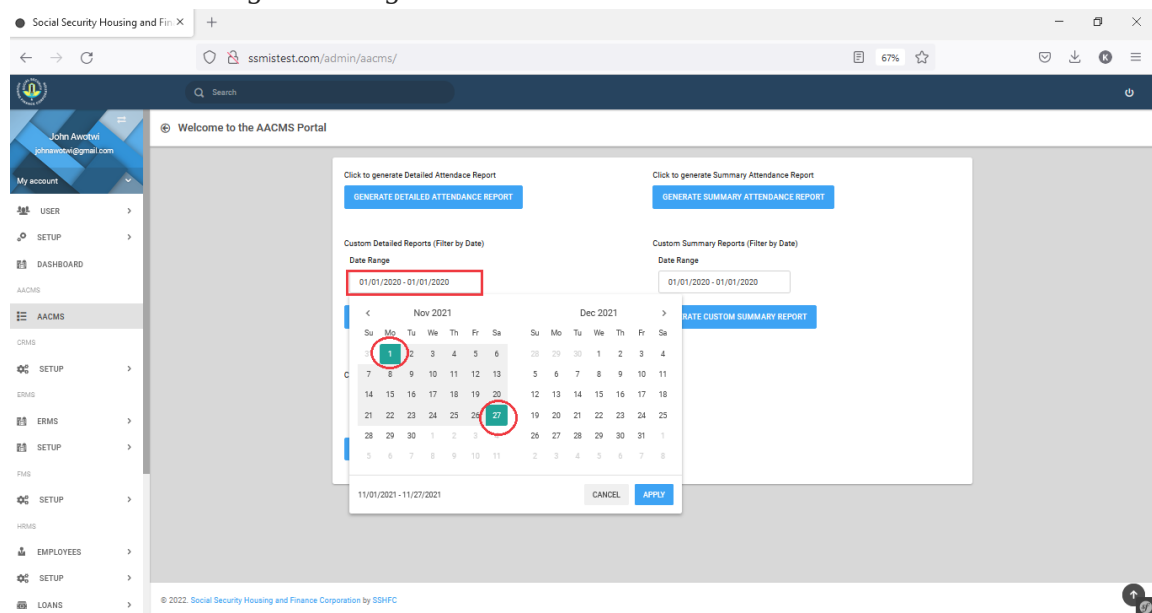 Social Security Housing and Fin
ssmistest.com/admin/aacms/
67%
K
Search
John Awotwi
johnawotwi@gmail.com
My account
Welcome to the AACMS Portal
USER
SETUP
DASHBOARD
AACMS
AACMS
CRMS
SETUP
ERMS
ERMS
SETUP
FMS
SETUP
HRMS
EMPLOYEES
SETUP
LOANS
Click to generate Detailed Attendace Report
GENERATE DETAILED ATTENDANCE REPORT
Click to generate Summary Attendance Report
GENERATE SUMMARY ATTENDANCE REPORT
Custom Detailed Reports (Filter by Date)
Date Range
01/01/2020 - 01/01/2020
Custom Summary Reports (Filter by Date)
Date Range
01/01/2020 - 01/01/2020
RATE CUSTOM SUMMARY REPORT
C
Nov 2021
Su Mo Tu We Th Fr Sa
1 2 3 4 5 6
7 8 9 10 11 12 13
14 15 16 17 18 19 20
21 22 23 24 25 26 27
28 29 30 1 2 3
5 6 7 8 9 10 11
Dec 2021
Su Mo Tu We Th Fr Sa
28 29 30 1 2 3 4
5 6 7 8 9 10 11
12 13 14 15 16 17 18
19 20 21 22 23 24 25
26 27 28 29 30 31 1
2 3 4 5 6 7 8
11/01/2021 - 11/27/2021
CANCEL
APPLY
© 2022. Social Security Housing and Finance Corporation by SSHFC